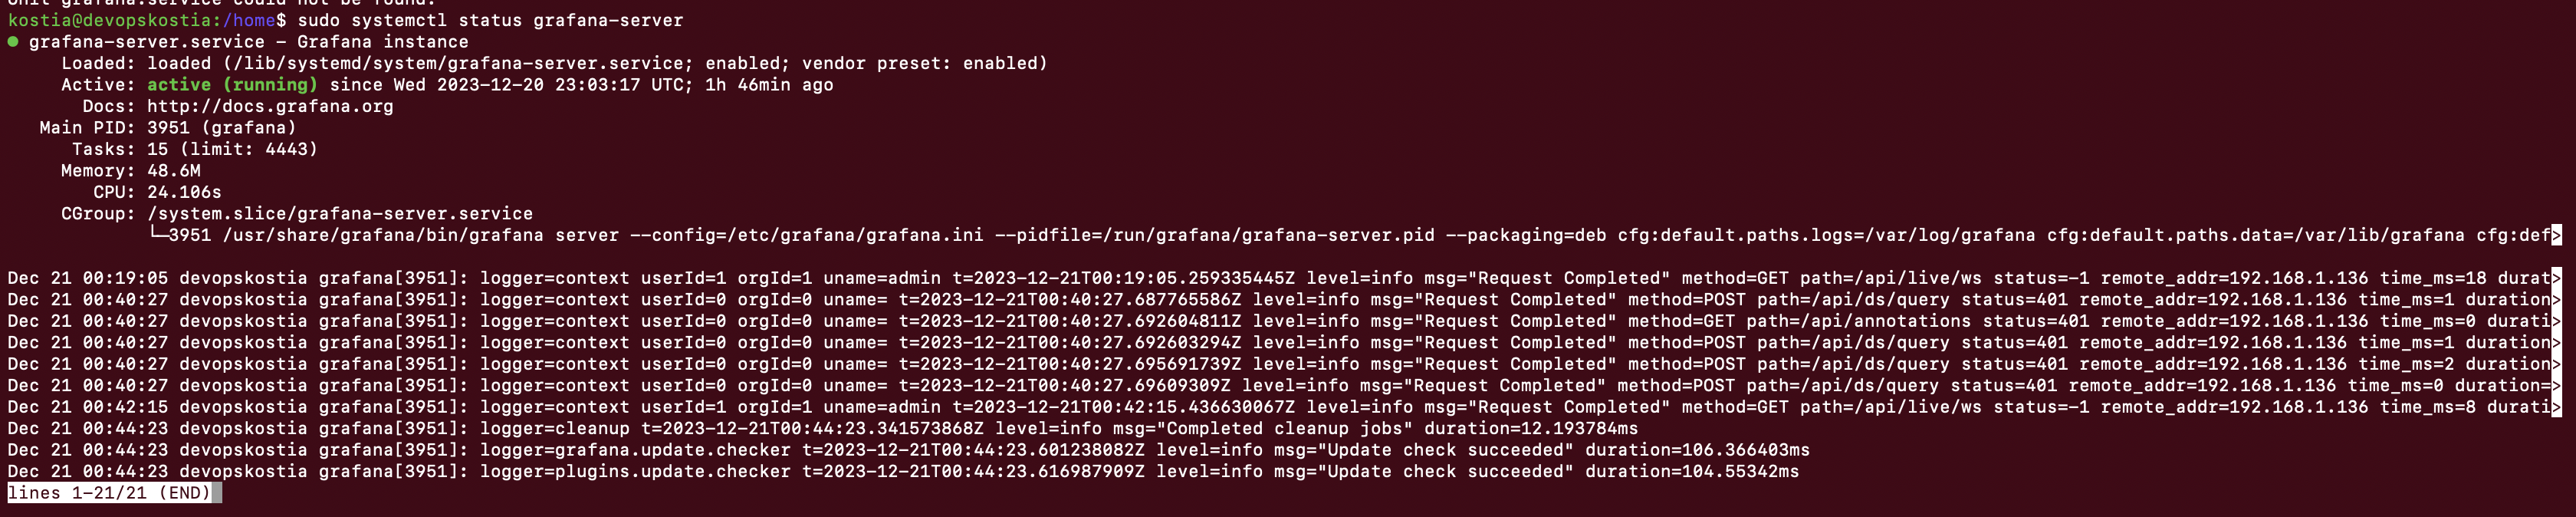 Unit grafana.service could not be found.
kostia@devopskostia:/home$ sudo systemctl status grafana-server
● grafana-server.service – Grafana instance
Loaded: loaded (/lib/systemd/system/grafana-server.service; enabled; vendor preset: enabled)
Active: active (running) since Wed 2023-12-20 23:03:17 UTC; 1h 46min ago
Docs: http://docs.grafana.org
Main PID: 3951 (grafana)
Tasks: 15 (limit: 4443)
Memory: 48.6M
CPU: 24.106s
CGroup: /system.slice/grafana-server.service
└─3951 /usr/share/grafana/bin/grafana server --config=/etc/grafana/grafana.ini --pidfile=/run/grafana/grafana-server.pid --packaging=deb cfg:default.paths.logs=/var/log/grafana cfg:default.paths.data=/var/lib/grafana cfg:def>
Dec 21 00:19:05 devopskostia grafana[3951]: logger=context userId=1 orgId=1 uname=admin t=2023-12-21T00:19:05.259335445Z level=info msg="Request Completed" method=GET path=/api/live/ws status=-1 remote_addr=192.168.1.136 time_ms=18 durat>
Dec 21 00:40:27 devopskostia grafana[3951]: logger=context userId=0 orgId=0 uname= t=2023-12-21T00:40:27.687765586Z level=info msg="Request Completed" method=POST path=/api/ds/query status=401 remote_addr=192.168.1.136 time_ms=1 duration>
Dec 21 00:40:27 devopskostia grafana[3951]: logger=context userId=0 orgId=0 uname= t=2023-12-21T00:40:27.692604811Z level=info msg="Request Completed" method=GET path=/api/annotations status=401 remote_addr=192.168.1.136 time_ms=0 durati>
Dec 21 00:40:27 devopskostia grafana[3951]: logger=context userId=0 orgId=0 uname= t=2023-12-21T00:40:27.692603294Z level=info msg="Request Completed" method=POST path=/api/ds/query status=401 remote_addr=192.168.1.136 time_ms=1 duration>
Dec 21 00:40:27 devopskostia grafana[3951]: logger=context userId=0 orgId=0 uname= t=2023-12-21T00:40:27.695691739Z level=info msg="Request Completed" method=POST path=/api/ds/query status=401 remote_addr=192.168.1.136 time_ms=2 duration>
Dec 21 00:40:27 devopskostia grafana[3951]: logger=context userId=0 orgId=0 uname= t=2023-12-21T00:40:27.69609309Z level=info msg="Request Completed" method=POST path=/api/ds/query status=401 remote_addr=192.168.1.136 time_ms=0 duration=>
Dec 21 00:42:15 devopskostia grafana[3951]: logger=context userId=1 orgId=1 uname=admin t=2023-12-21T00:42:15.436630067Z level=info msg="Request Completed" method=GET path=/api/live/ws status=-1 remote_addr=192.168.1.136 time_ms=8 durati>
Dec 21 00:44:23 devopskostia grafana[3951]: logger=cleanup t=2023-12-21T00:44:23.341573868Z level=info msg="Completed cleanup jobs" duration=12.193784ms
Dec 21 00:44:23 devopskostia grafana[3951]: logger=grafana.update.checker t=2023-12-21T00:44:23.601238082Z level=info msg="Update check succeeded" duration=106.366403ms
Dec 21 00:44:23 devopskostia grafana[3951]: logger=plugins.update.checker t=2023-12-21T00:44:23.616987909Z level=info msg="Update check succeeded" duration=104.55342ms
lines 1-21/21 (END)